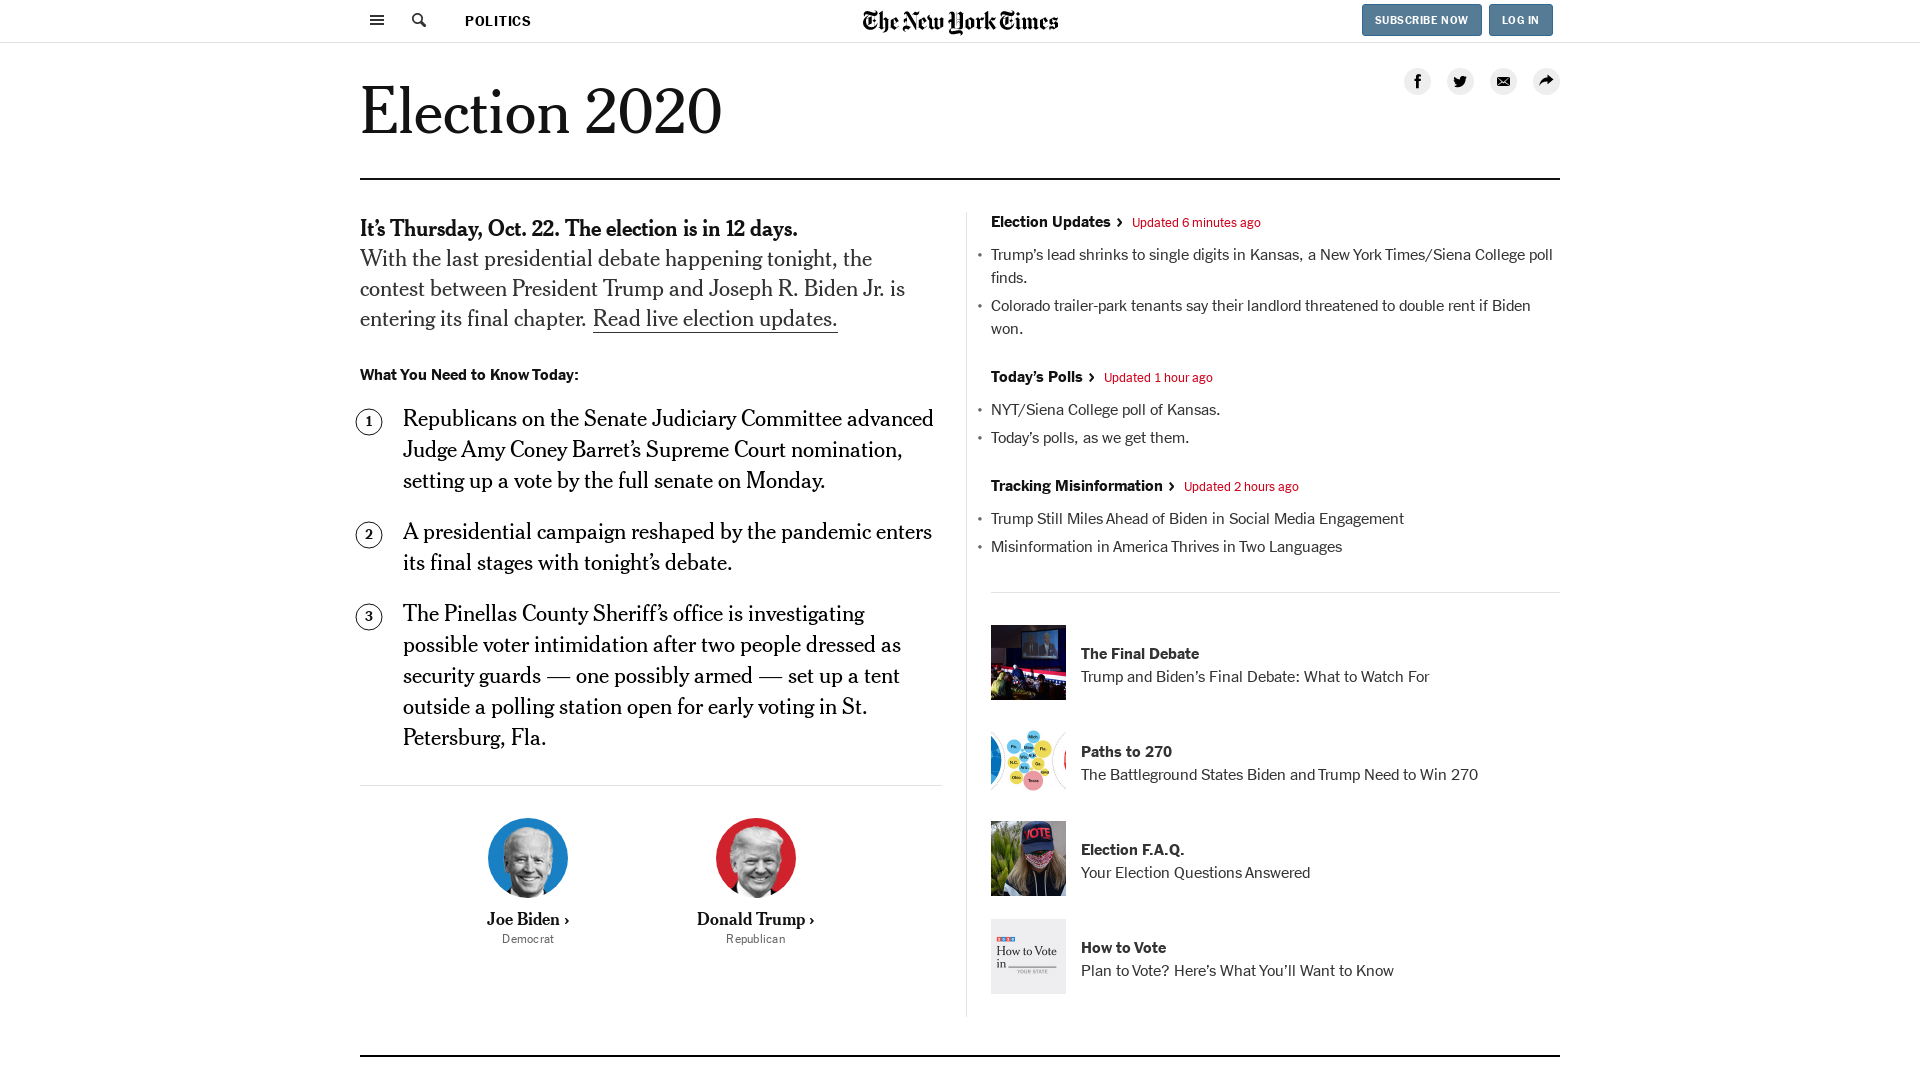 POLITICS
The New York Times
SUBSCRIBE NOW
LOG IN
Election 2020
It's Thursday, Oct. 22. The election is in 12 days.
With the last presidential debate happening tonight, the
contest between President Trump and Joseph R. Biden Jr. is
entering its final chapter. Read live election updates.
What You Need to Know Today:
1 Republicans on the Senate Judiciary Committee advanced
Judge Amy Coney Barret's Supreme Court nomination,
setting up a vote by the full senate on Monday.
2 A presidential campaign reshaped by the pandemic enters
its final stages with tonight's debate.
3 The Pinellas County Sheriff's office is investigating
possible voter intimidation after two people dressed as
security guards — one possibly armed — set up a tent
outside a polling station open for early voting in St.
Petersburg, Fla.
Joe Biden ›
Democrat
Donald Trump ›
Republican
Election Updates › Updated 6 minutes ago
• Trump's lead shrinks to single digits in Kansas, a New York Times/Siena College poll
finds.
• Colorado trailer-park tenants say their landlord threatened to double rent if Biden
won.
Today's Polls › Updated 1 hour ago
• NYT/Siena College poll of Kansas.
• Today's polls, as we get them.
Tracking Misinformation › Updated 2 hours ago
• Trump Still Miles Ahead of Biden in Social Media Engagement
• Misinformation in America Thrives in Two Languages
The Final Debate
Trump and Biden's Final Debate: What to Watch For
Mich.
Pa.
Fla.
N.C.
Ga.
Ohio
Texas
Paths to 270
The Battleground States Biden and Trump Need to Win 270
VOTE
Election F.A.Q.
Your Election Questions Answered
How to Vote
in
YOUR STATE
How to Vote
Plan to Vote? Here's What You'll Want to Know